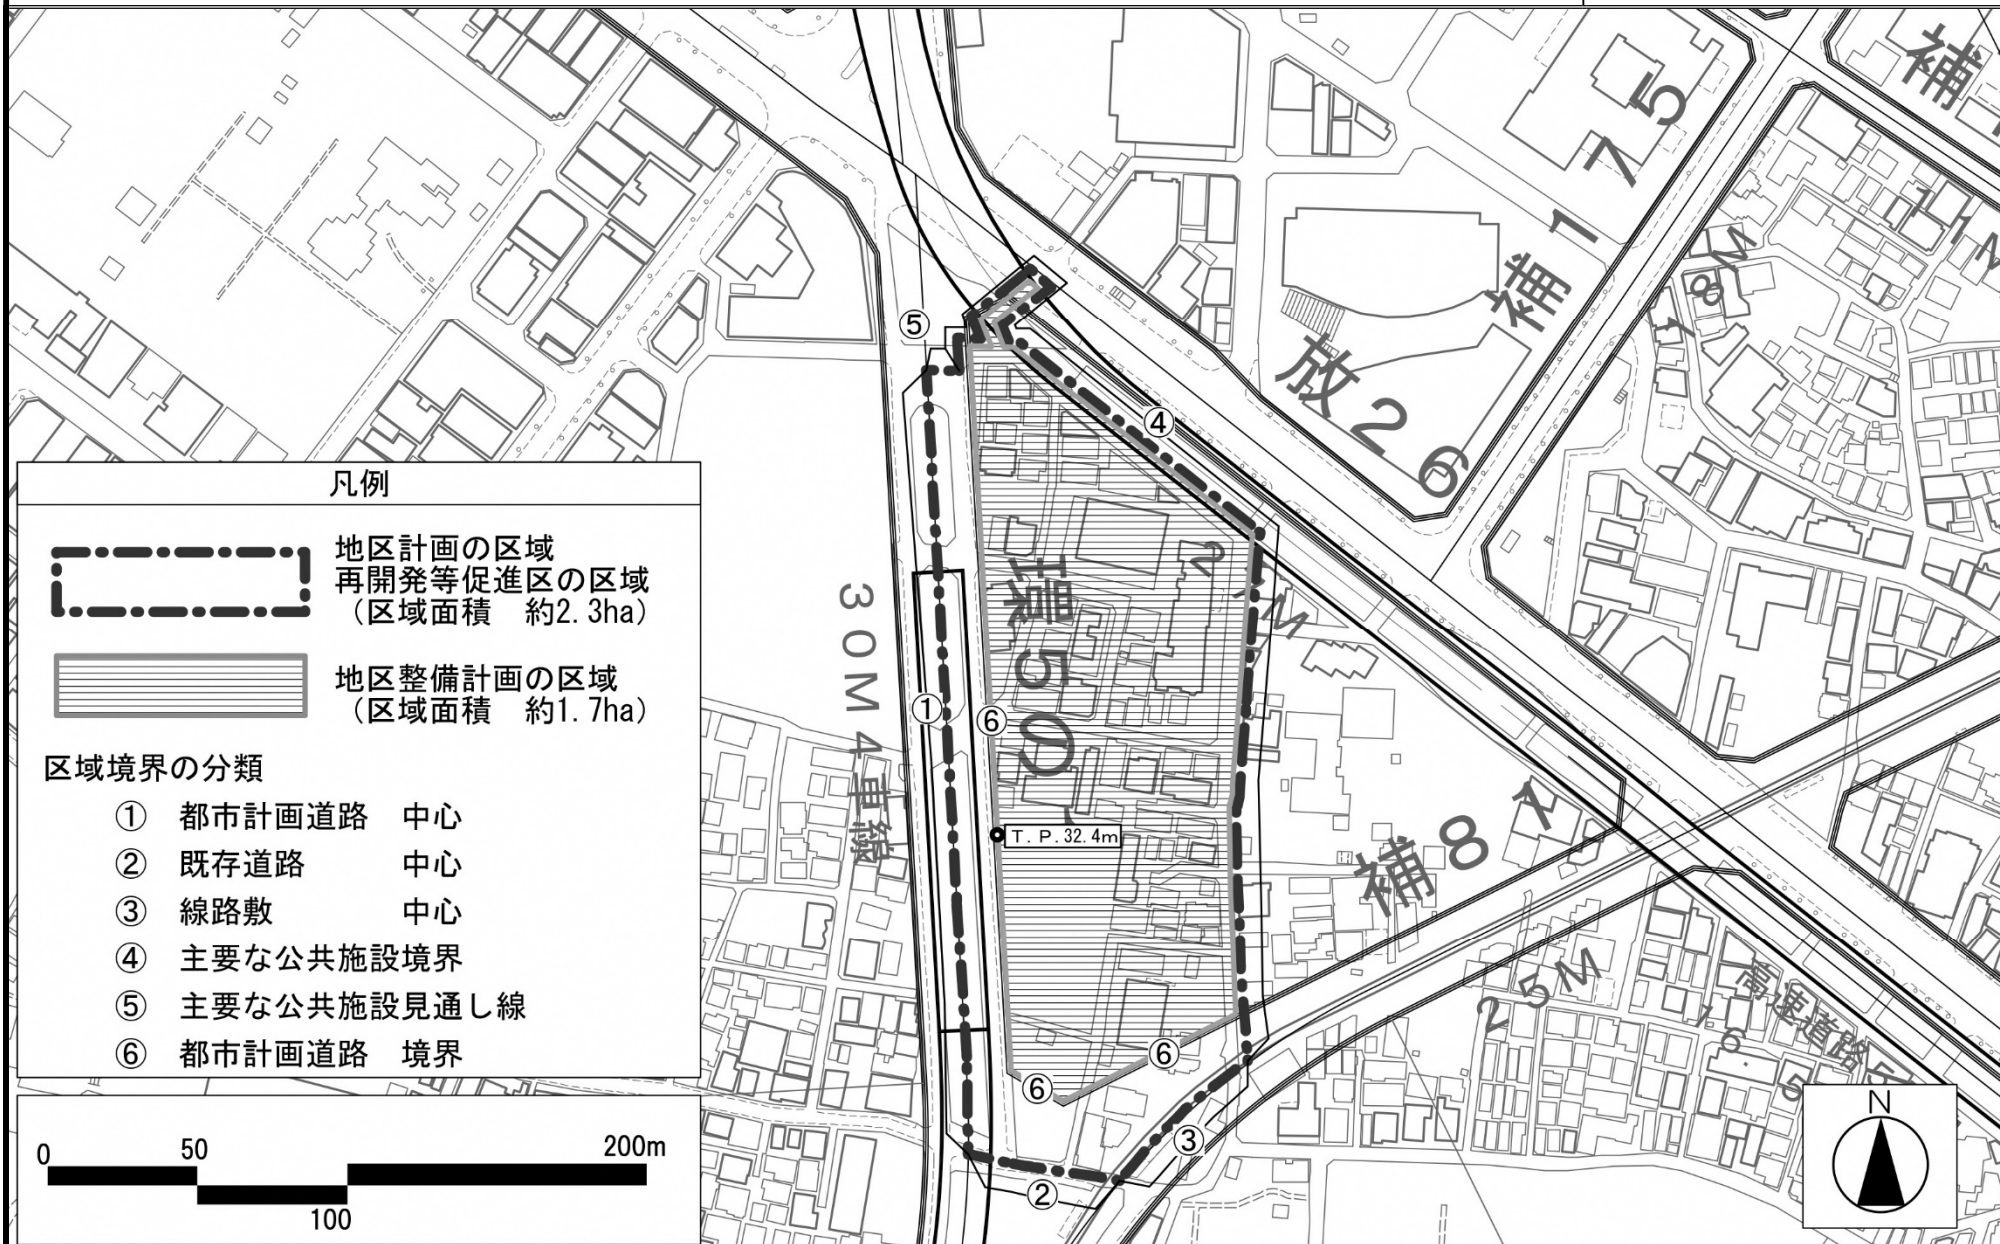 凡例
地区計画の区域
再開発等促進区の区域
（区域面積　約2.3ha）
地区整備計画の区域
（区域面積　約1.7ha）
区域境界の分類
①　都市計画道路　中心
②　既存道路　　　中心
③　線路敷　　　　中心
④　主要な公共施設境界
⑤　主要な公共施設見通し線
⑥　都市計画道路　境界
0
50
100
200m
N
補
補175
11M
18M
放26
⑤
④
環5の
27M
30M4車線
①
⑥
T.P.32.4m
補87
25M
高速道路5
16.5
⑥
⑥
③
②